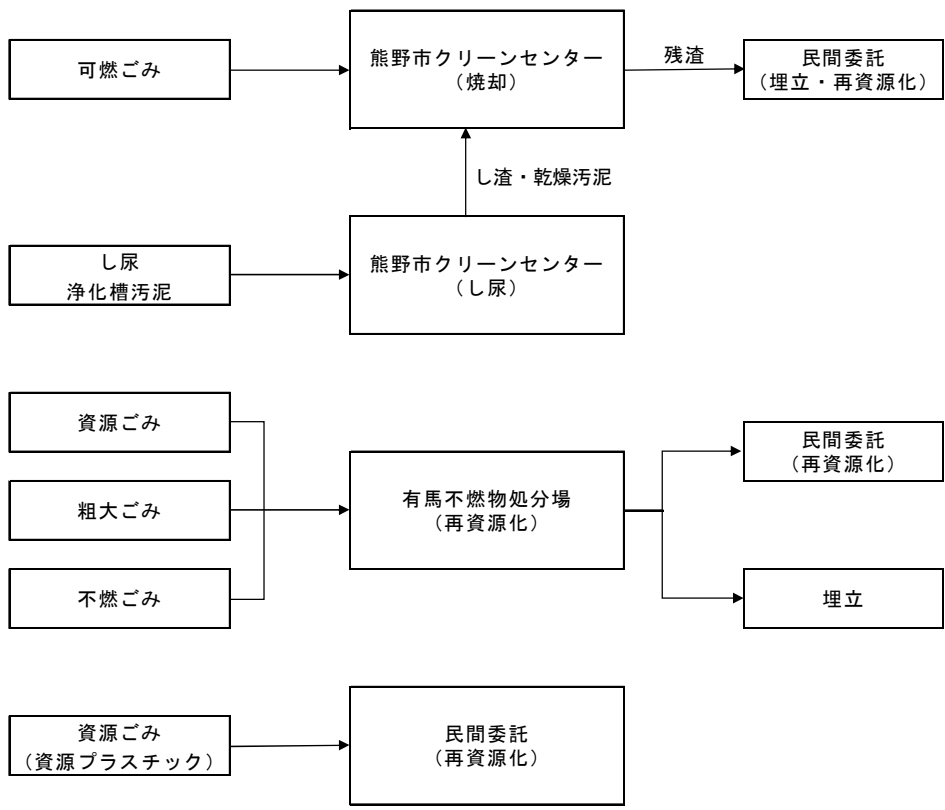 可燃ごみ
熊野市クリーンセンター
（焼却）
残渣
民間委託
（埋立・再資源化）
し渣・乾燥汚泥
し尿
浄化槽汚泥
熊野市クリーンセンター
（し尿）
資源ごみ
粗大ごみ
不燃ごみ
有馬不燃物処分場
（再資源化）
民間委託
（再資源化）
埋立
資源ごみ
（資源プラスチック）
民間委託
（再資源化）